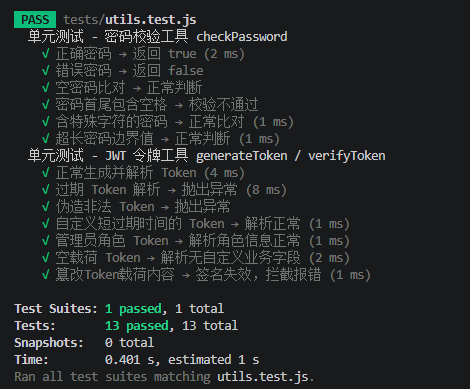 PASS tests/utils.test.js
单元测试 - 密码校验工具 checkPassword
√ 正确密码 → 返回 true (2 ms)
√ 错误密码 → 返回 false
√ 空密码比对 → 正常判断
√ 密码首尾包含空格 → 校验不通过
√ 含特殊字符的密码 → 正常比对 (1 ms)
√ 超长密码边界值 → 正常判断 (1 ms)
单元测试 - JWT 令牌工具 generateToken / verifyToken
√ 正常生成并解析 Token (4 ms)
√ 过期 Token 解析 → 抛出异常 (8 ms)
√ 伪造非法 Token → 抛出异常
√ 自定义短过期时间的 Token → 解析正常 (1 ms)
√ 管理员角色 Token → 解析角色信息正常 (1 ms)
√ 空载荷 Token → 解析无自定义业务字段 (2 ms)
√ 篡改Token载荷内容 → 签名失效，拦截报错 (1 ms)
Test Suites: 1 passed, 1 total
Tests: 13 passed, 13 total
Snapshots: 0 total
Time: 0.401 s, estimated 1 s
Ran all test suites matching utils.test.js.